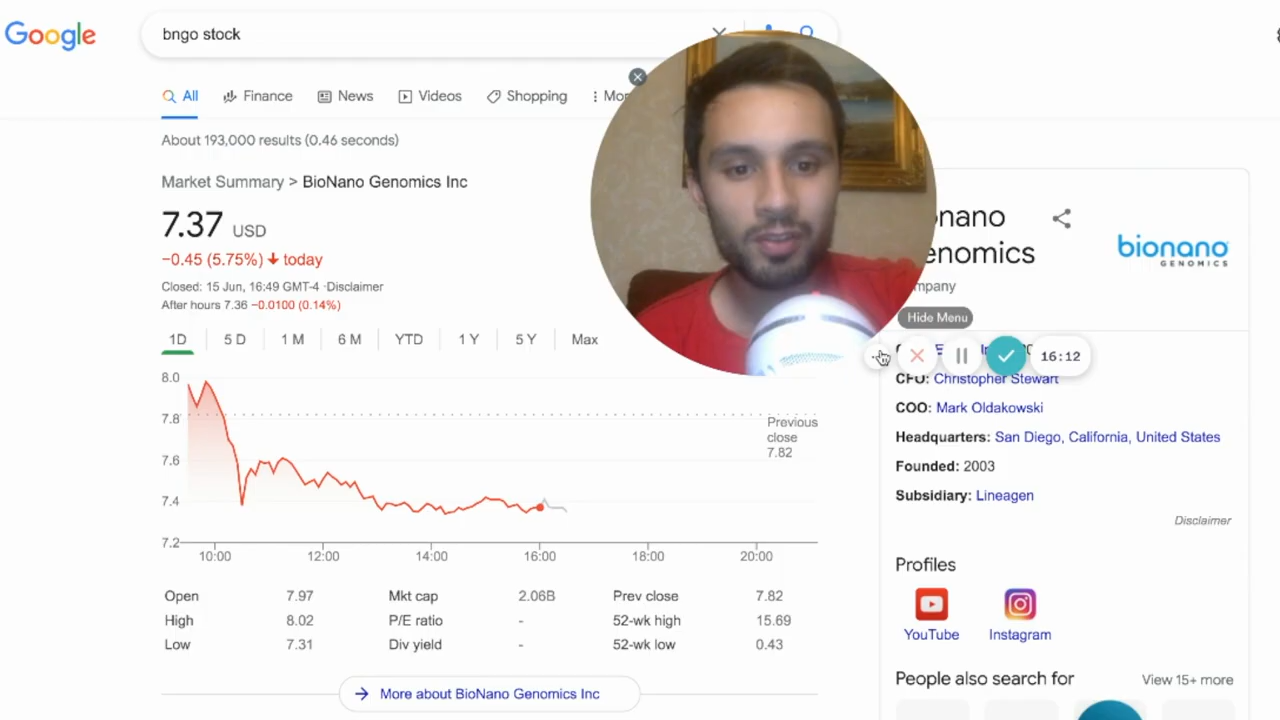 Google
bngo stock
All
Finance
News
Videos
Shopping
Mor
About 193,000 results (0.46 seconds)
Market Summary > BioNano Genomics Inc
7.37 USD
−0.45 (5.75%) today
Closed: 15 Jun, 16:49 GMT-4 ·Disclaimer
After hours 7.36 −0.0100 (0.14%)
1D
5 D
1 M
6 M
YTD
1 Y
5 Y
Max
8.0
7.8
7.6
7.4
7.2
Previous
close
7.82
10:00
12:00
14:00
16:00
18:00
20:00
Open 7.97 Mkt cap 2.06B Prev close 7.82
High 8.02 P/E ratio - 52-wk high 15.69
Low 7.31 Div yield - 52-wk low 0.43
More about BioNano Genomics Inc
nano
enomics
mpany
bionano
GENOMICS
Hide Menu
16:12
CFO: Christopher Stewart
COO: Mark Oldakowski
Headquarters: San Diego, California, United States
Founded: 2003
Subsidiary: Lineagen
Disclaimer
Profiles
YouTube
Instagram
People also search for
View 15+ more